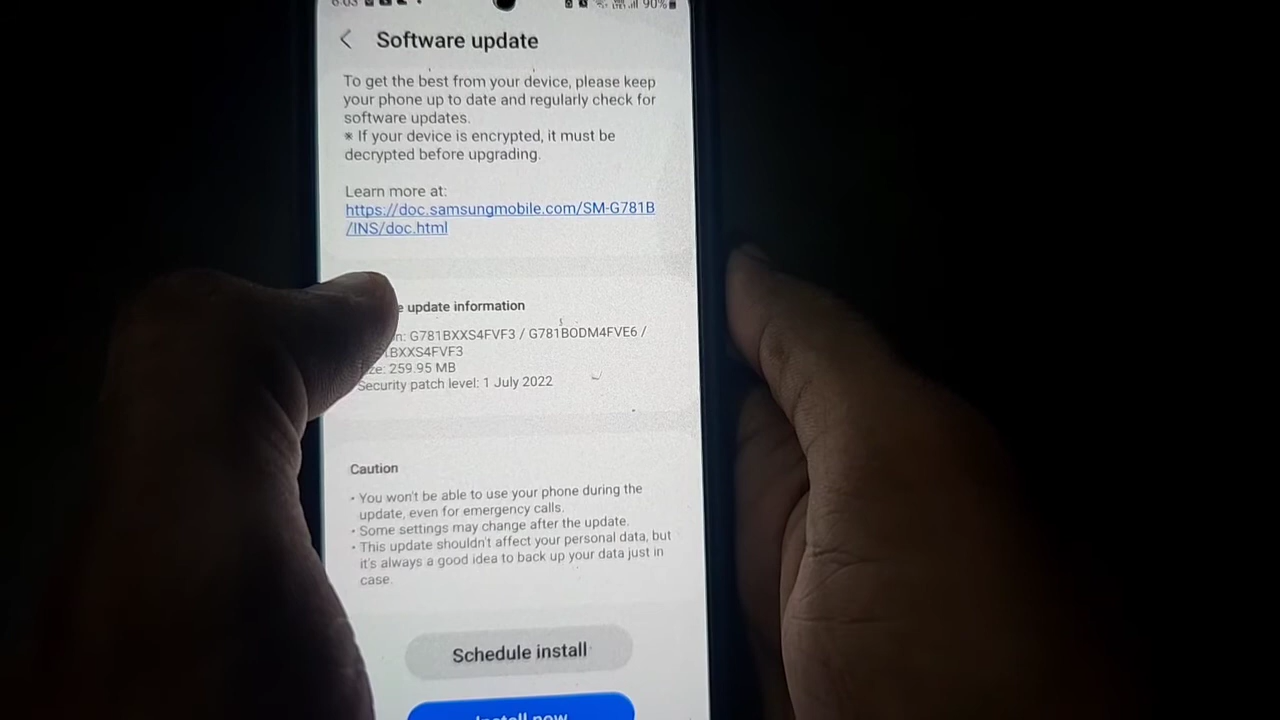 90%
Software update
To get the best from your device, please keep
your phone up to date and regularly check for
software updates.
※ If your device is encrypted, it must be
decrypted before upgrading.
Learn more at:
https://doc.samsungmobile.com/SM-G781B
/INS/doc.html
e update information
n: G781BXXS4FVF3 / G781BODM4FVE6 /
BXXS4FVF3
ze: 259.95 MB
Security patch level: 1 July 2022
Caution
• You won't be able to use your phone during the
update, even for emergency calls.
• Some settings may change after the update.
• This update shouldn't affect your personal data, but
it's always a good idea to back up your data just in
case.
Schedule install
Install now